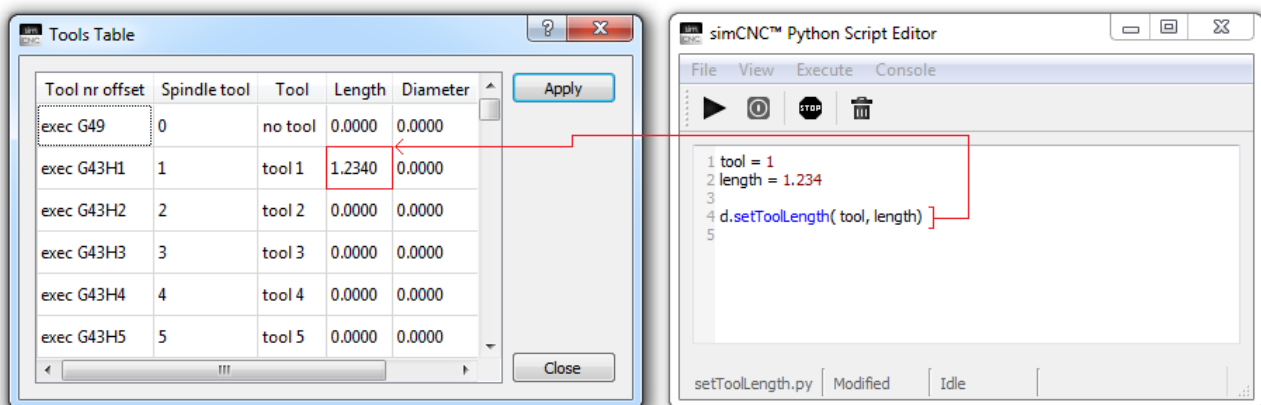 Tools Table
Tool nr offset Spindle tool Tool Length Diameter
exec G49 0 no tool 0.0000 0.0000
exec G43H1 1 tool 1 1.2340 0.0000
exec G43H2 2 tool 2 0.0000 0.0000
exec G43H3 3 tool 3 0.0000 0.0000
exec G43H4 4 tool 4 0.0000 0.0000
exec G43H5 5 tool 5 0.0000 0.0000
Apply
Close
simCNC™ Python Script Editor
File View Execute Console
STOP
1 tool = 1
2 length = 1.234
3
4 d.setToolLength( tool, length)
5
setToolLength.py Modified Idle